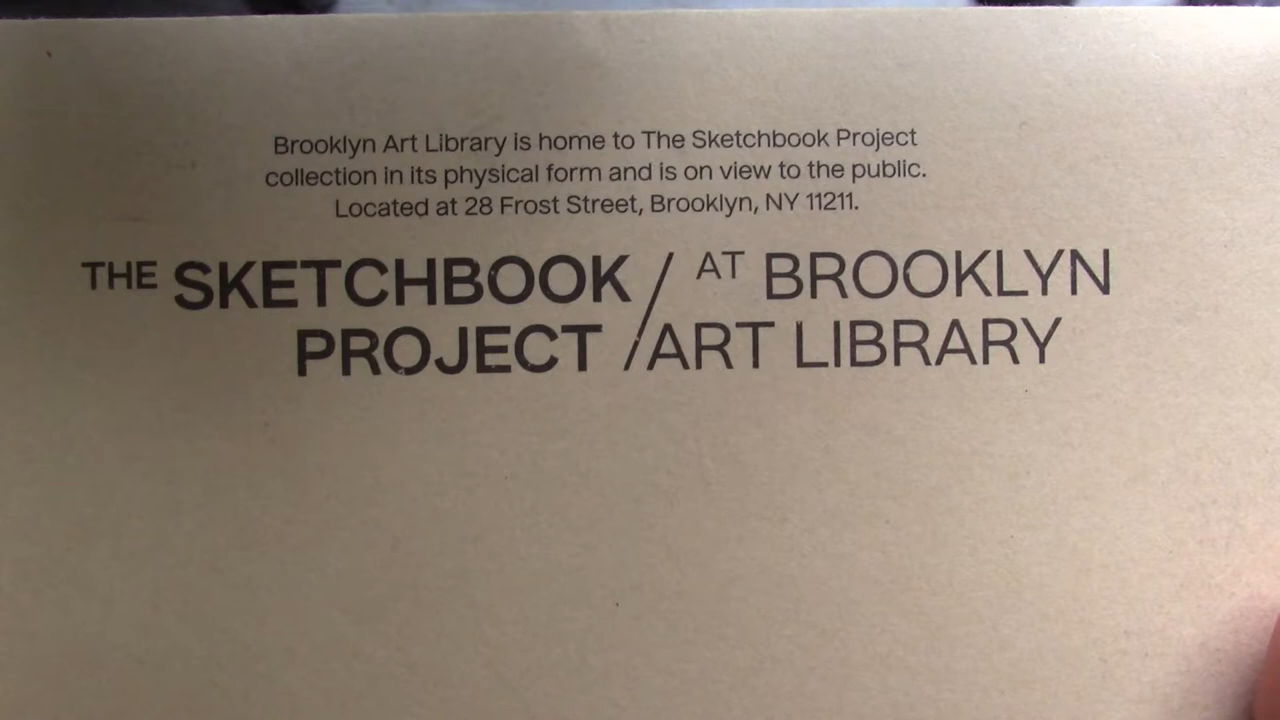 Brooklyn Art Library is home to The Sketchbook Project
collection in its physical form and is on view to the public.
Located at 28 Frost Street, Brooklyn, NY 11211.
THE SKETCHBOOK / AT BROOKLYN
PROJECT / ART LIBRARY